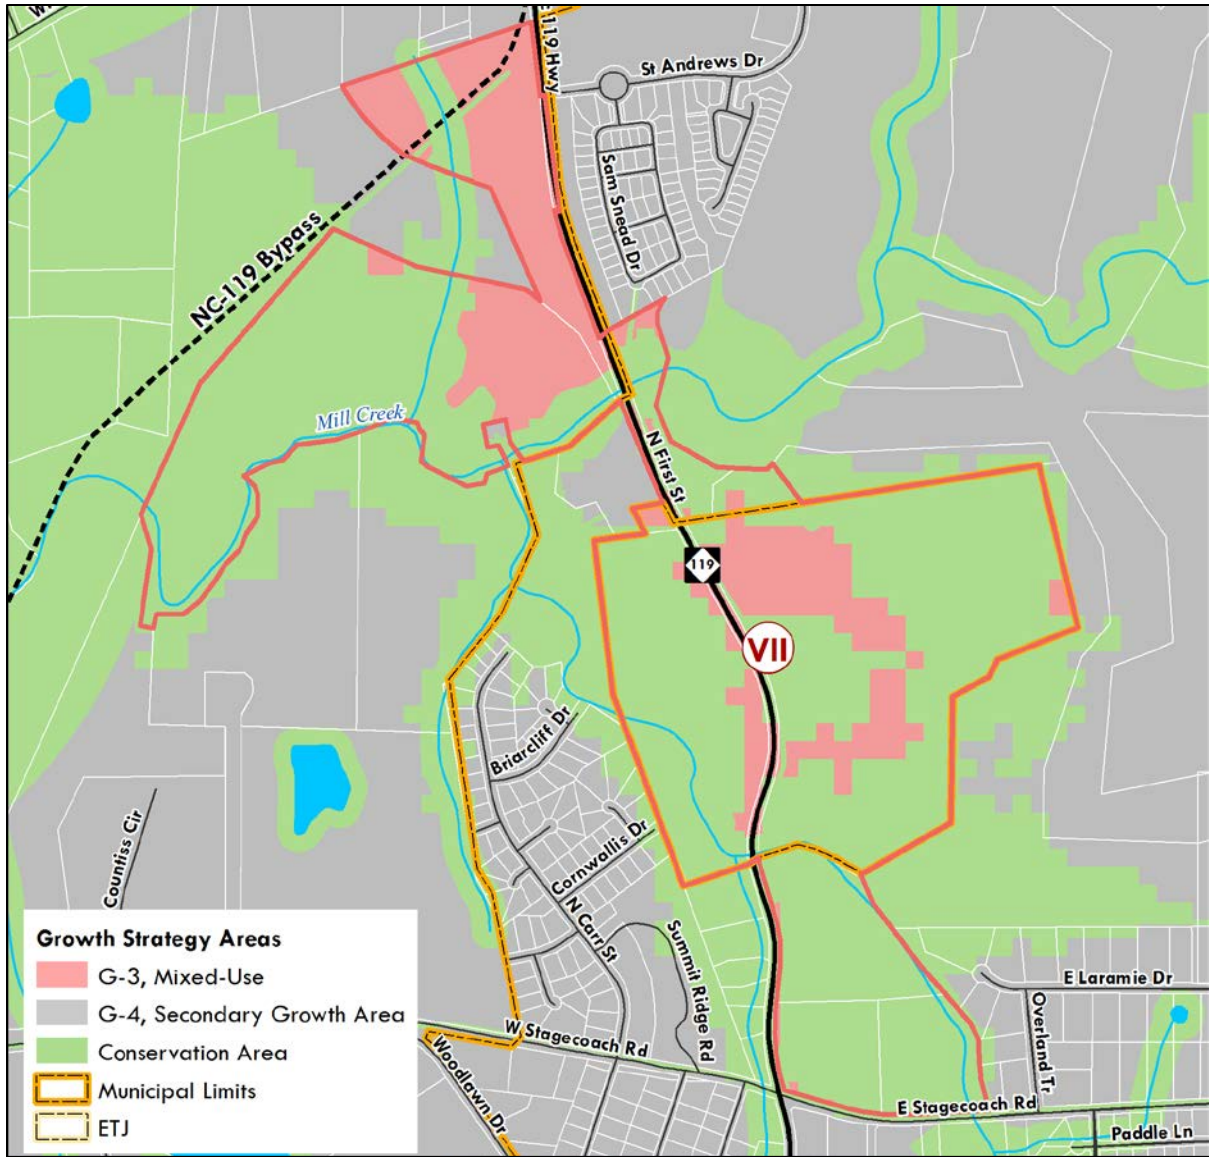 E 119 Hwy
St Andrews Dr
Sam Snead Dr
NC-119 Bypass
Mill Creek
N First St
119
VII
Briarcliff Dr
Cornwallis Dr
N Carr St
Countiss Cir
Summit Ridge Rd
E Laramie Dr
Overland Tr
W Stagecoach Rd
Woodlawn Dr
E Stagecoach Rd
Paddle Ln
Growth Strategy Areas
G-3, Mixed-Use
G-4, Secondary Growth Area
Conservation Area
Municipal Limits
ETJ